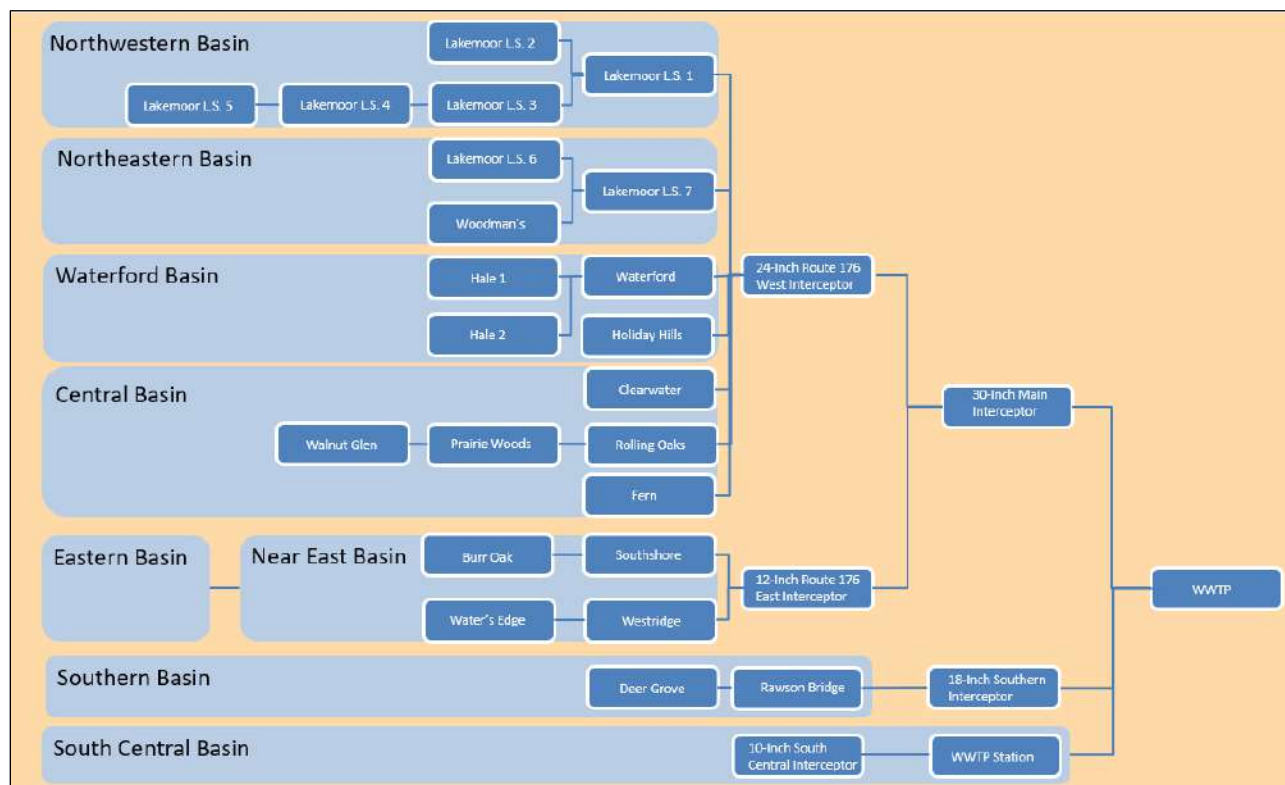 Northwestern Basin
Lakemoor L.S. 2
Lakemoor L.S. 1
Lakemoor L.S. 5
Lakemoor L.S. 4
Lakemoor L.S. 3
Northeastern Basin
Lakemoor L.S. 6
Lakemoor L.S. 7
Woodman's
Waterford Basin
Hale 1
Waterford
24-Inch Route 176
West Interceptor
Hale 2
Holiday Hills
Central Basin
Clearwater
30-Inch Main
Interceptor
Walnut Glen
Prairie Woods
Rolling Oaks
Fern
Eastern Basin
Near East Basin
Burr Oak
Southshore
12-Inch Route 176
East Interceptor
WWTP
Water's Edge
Westridge
Southern Basin
Deer Grove
Rawson Bridge
18-Inch Southern
Interceptor
South Central Basin
10-Inch South
Central Interceptor
WWTP Station